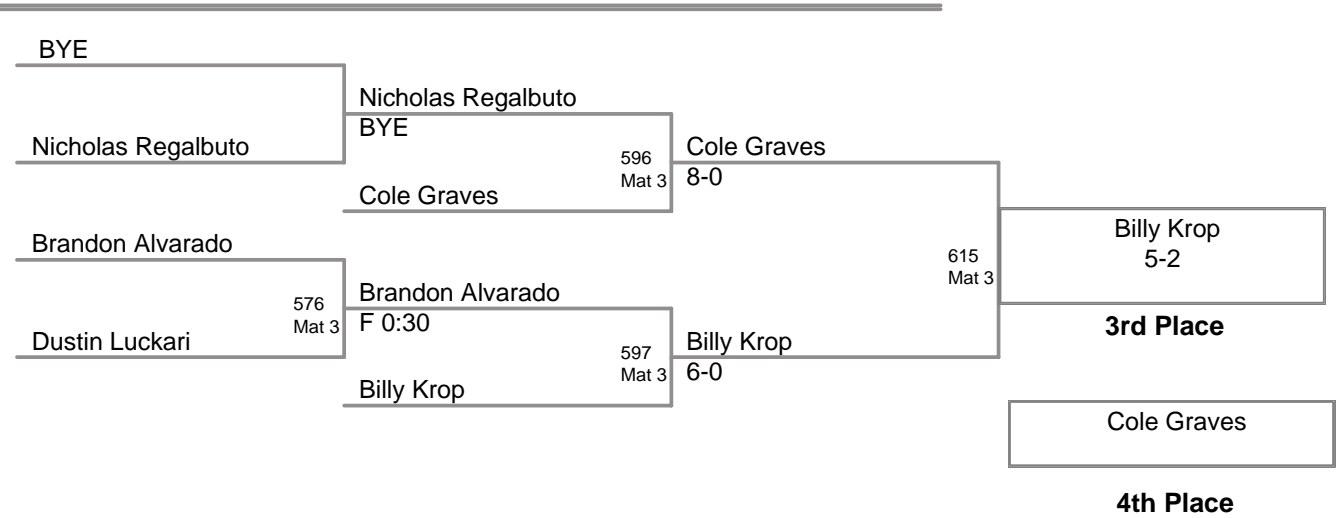 BYE
Nicholas Regalbuto
Nicholas Regalbuto
BYE
596
Mat 3
Cole Graves
8-0
Cole Graves
Brandon Alvarado
576
Mat 3
Brandon Alvarado
F 0:30
Dustin Luckari
597
Mat 3
Billy Krop
6-0
Billy Krop
615
Mat 3
Billy Krop
5-2
3rd Place
Cole Graves
4th Place